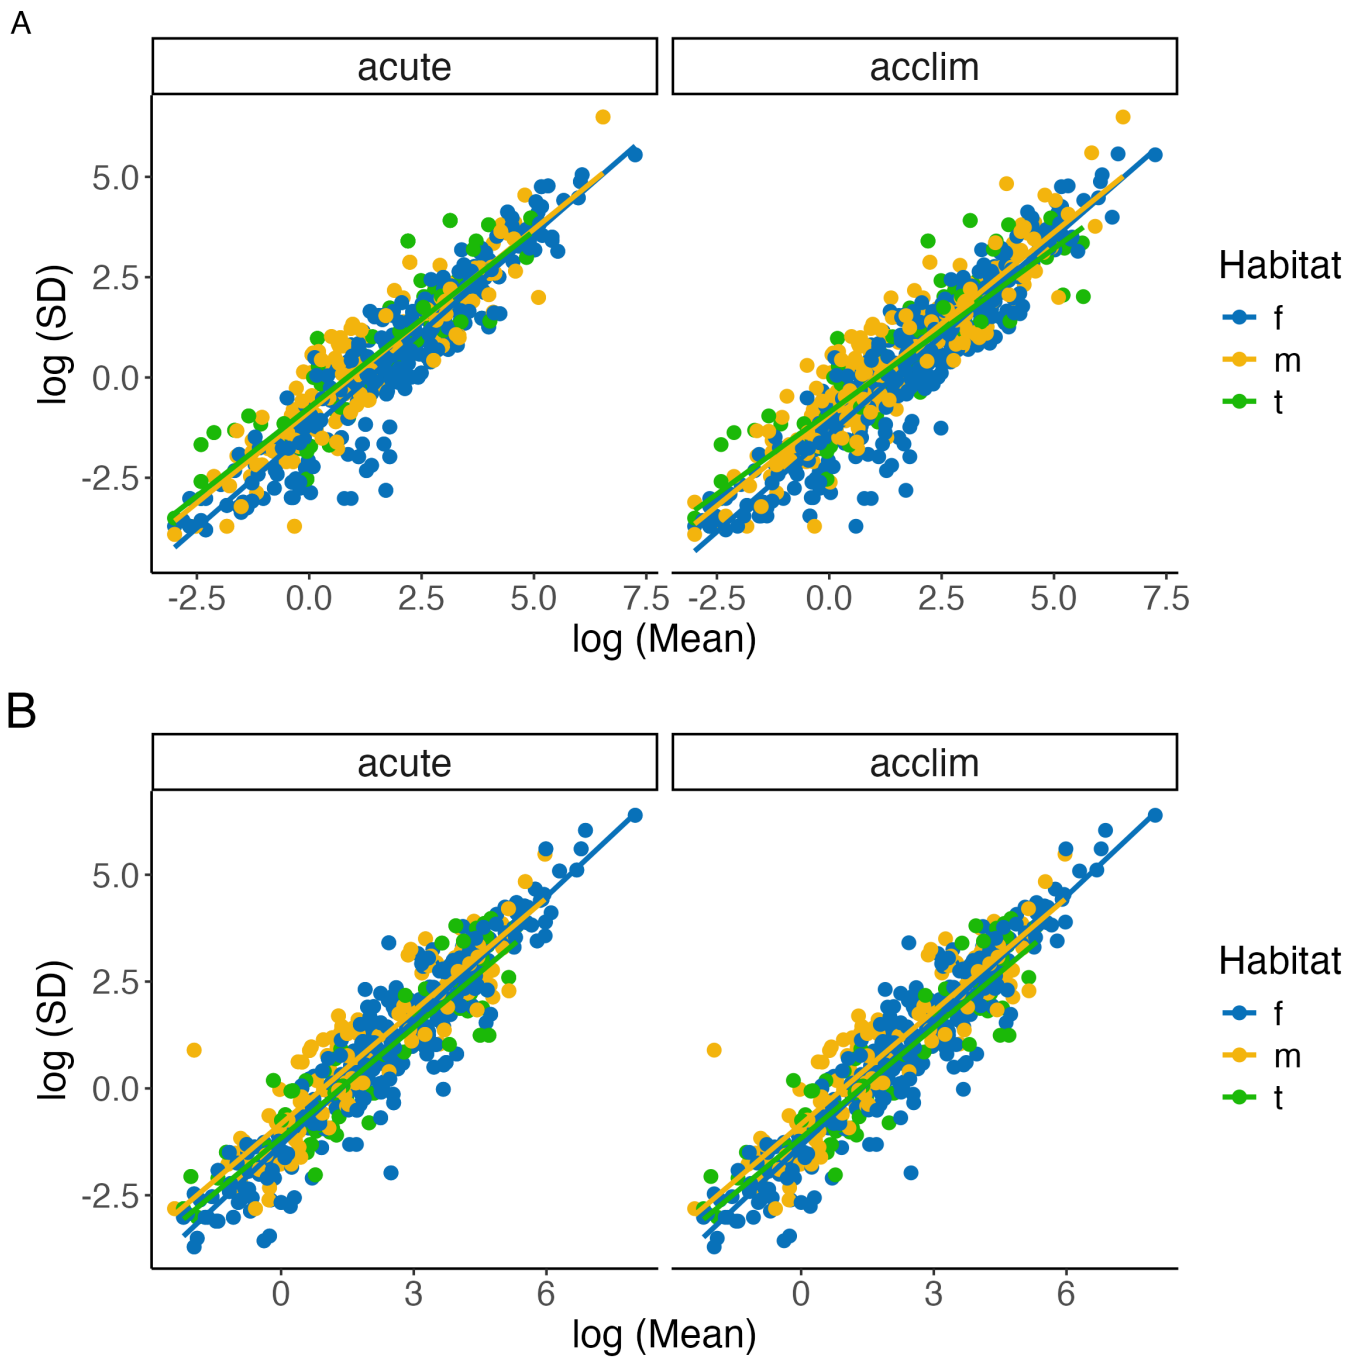 A
acute acclim
5.0
2.5
0.0
-2.5
log (SD)
-2.5 0.0 2.5 5.0 7.5 -2.5 0.0 2.5 5.0 7.5
log (Mean)
Habitat
f
m
t
B
acute acclim
5.0
2.5
0.0
-2.5
log (SD)
0 3 6 0 3 6
log (Mean)
Habitat
f
m
t